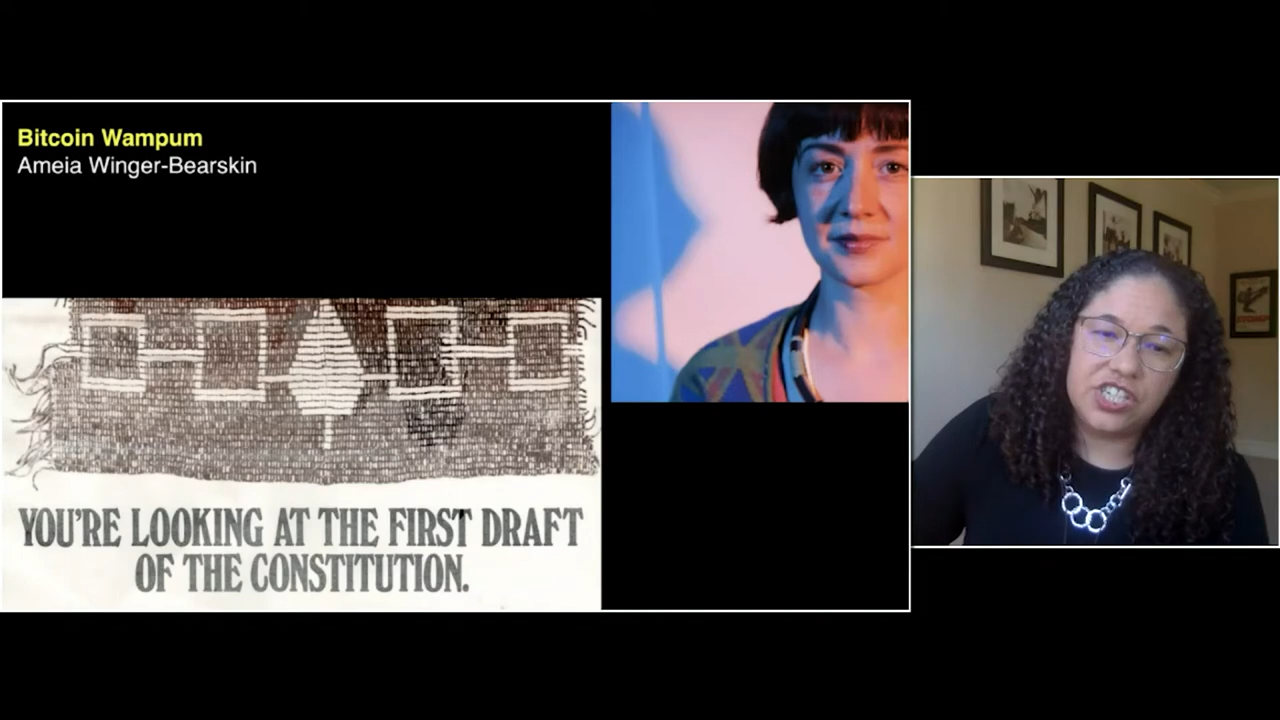 Bitcoin Wampum
Ameia Winger-Bearskin
YOU'RE LOOKING AT THE FIRST DRAFT
OF THE CONSTITUTION.